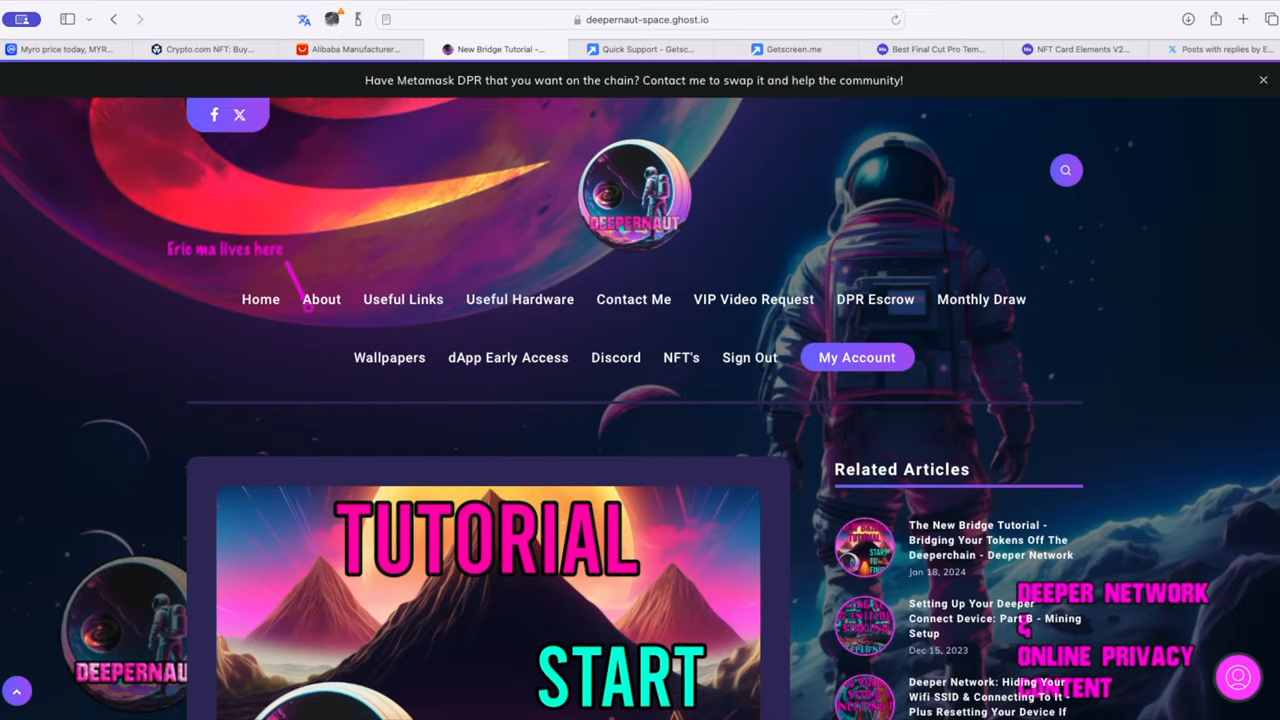 deepernaut-space.ghost.io
Myro price today, MYR...
Crypto.com NFT: Buy...
Alibaba Manufacturer...
New Bridge Tutorial -...
Quick Support - Getsc...
Getscreen.me
Best Final Cut Pro Tem...
NFT Card Elements V2...
Posts with replies by E...
Have Metamask DPR that you want on the chain? Contact me to swap it and help the community!
DEEPERNAUT
Eric ma lives here
Home About Useful Links Useful Hardware Contact Me VIP Video Request DPR Escrow Monthly Draw
Wallpapers dApp Early Access Discord NFT's Sign Out My Account
TUTORIAL
START
Related Articles
The New Bridge Tutorial -
Bridging Your Tokens Off The
Deeperchain - Deeper Network
Jan 18, 2024
Setting Up Your Deeper
Connect Device: Part B - Mining
Setup
Dec 15, 2023
Deeper Network: Hiding Your
Wifi SSID & Connecting To It -
Plus Resetting Your Device If
DEEPER NETWORK
&
ONLINE PRIVACY
CONTENT
DEEPERNAU